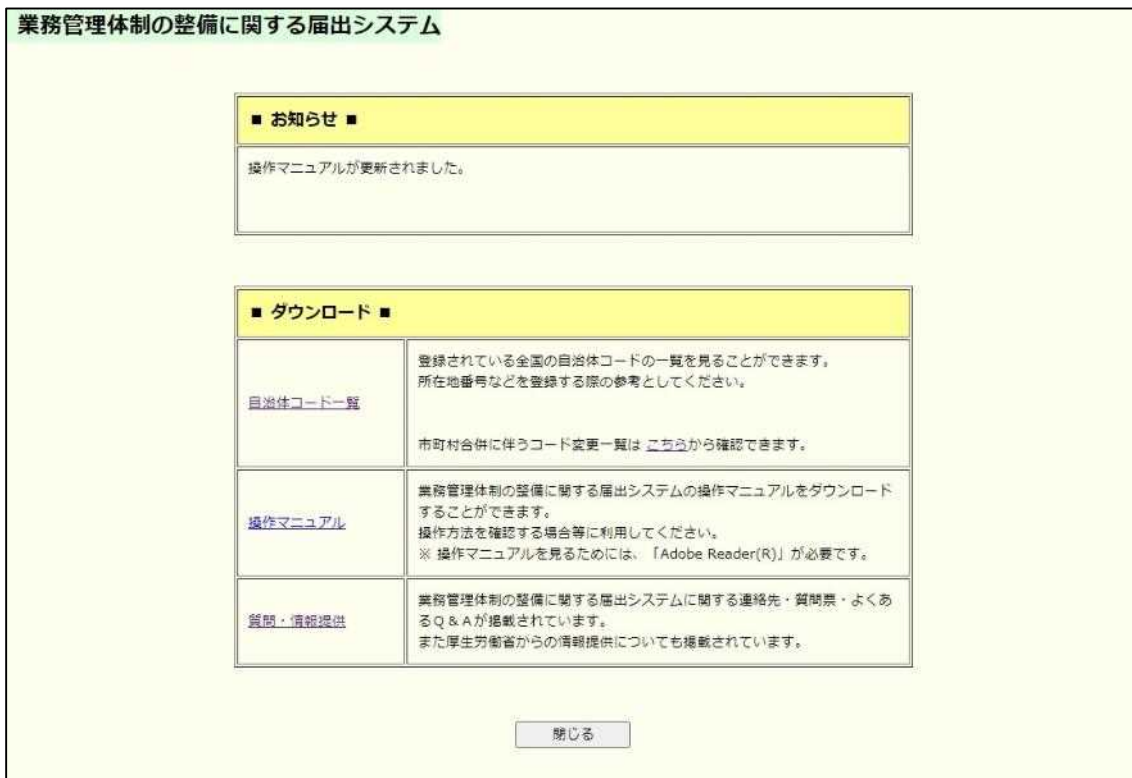 業務管理体制の整備に関する届出システム
■ お知らせ ■
操作マニュアルが更新されました。
■ ダウンロード ■
自治体コード一覧
登録されている全国の自治体コードの一覧を見ることができます。
所在地番号などを登録する際の参考としてください。
市町村合併に伴うコード変更一覧は こちらから確認できます。
操作マニュアル
業務管理体制の整備に関する届出システムの操作マニュアルをダウンロード
することができます。
操作方法を確認する場合等に利用してください。
※ 操作マニュアルを見るためには、「Adobe Reader(R)」が必要です。
質問・情報提供
業務管理体制の整備に関する届出システムに関する連絡先・質問票・よくあ
るQ&Aが掲載されています。
また厚生労働省からの情報提供についても掲載されています。
閉じる